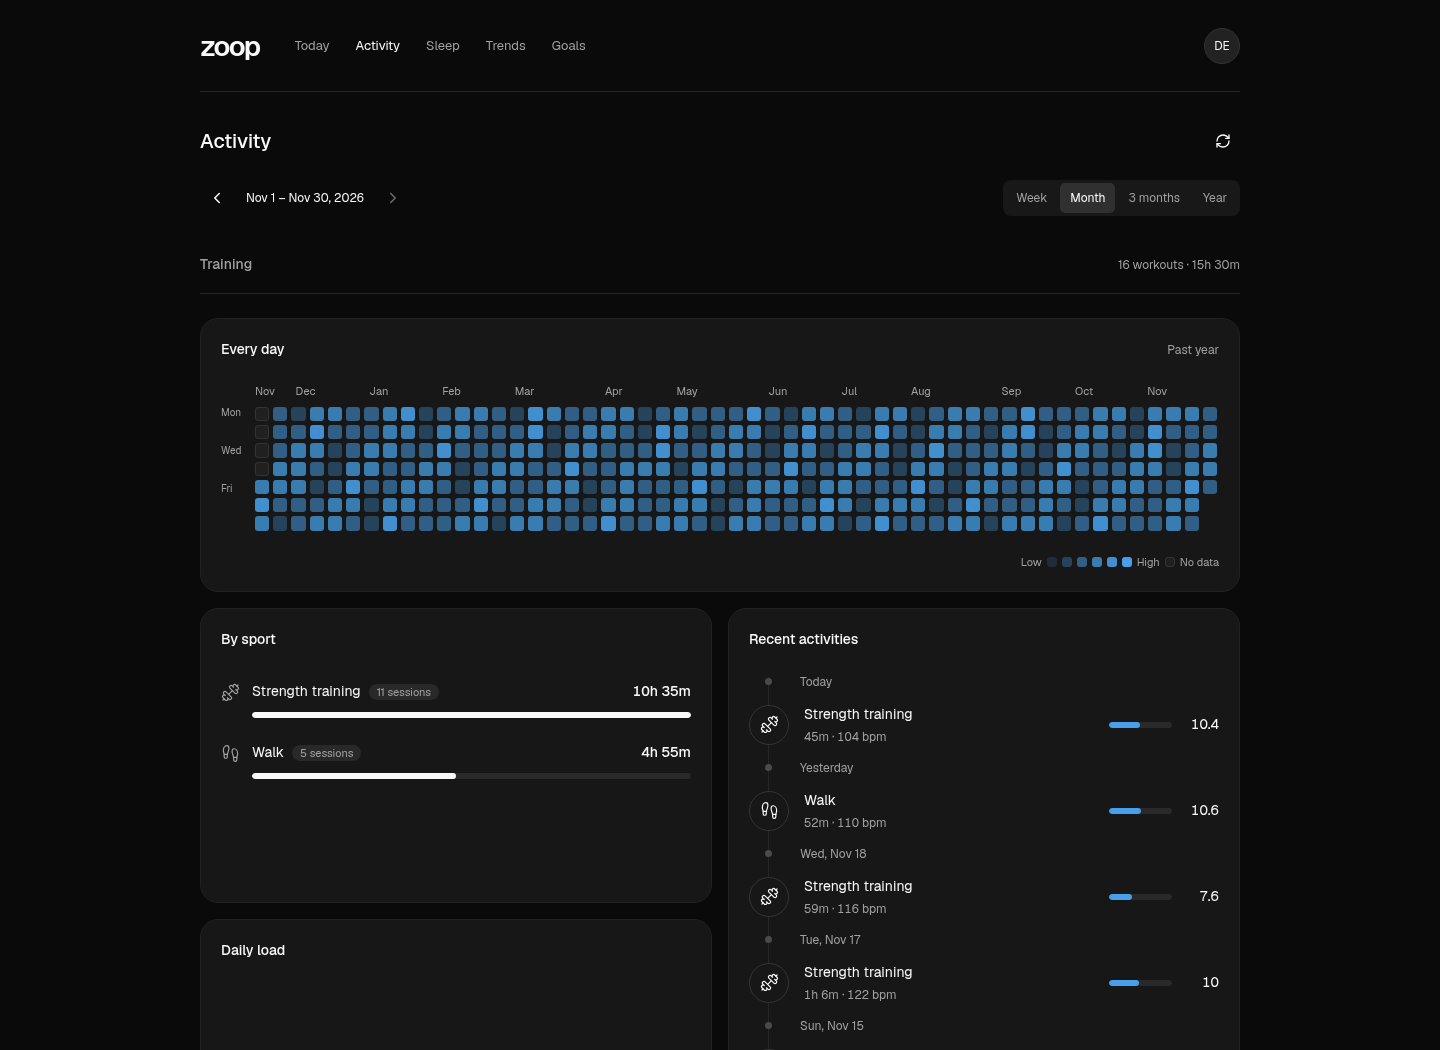 zoop Today Activity Sleep Trends Goals DE
Activity
Nov 1 – Nov 30, 2026 Week Month 3 months Year
Training 16 workouts · 15h 30m
Every day Past year
Nov Dec Jan Feb Mar Apr May Jun Jul Aug Sep Oct Nov
Mon
Wed
Fri
Low High No data
By sport
Strength training 11 sessions 10h 35m
Walk 5 sessions 4h 55m
Daily load
Recent activities
Today
Strength training 10.4
45m · 104 bpm
Yesterday
Walk 10.6
52m · 110 bpm
Wed, Nov 18
Strength training 7.6
59m · 116 bpm
Tue, Nov 17
Strength training 10
1h 6m · 122 bpm
Sun, Nov 15